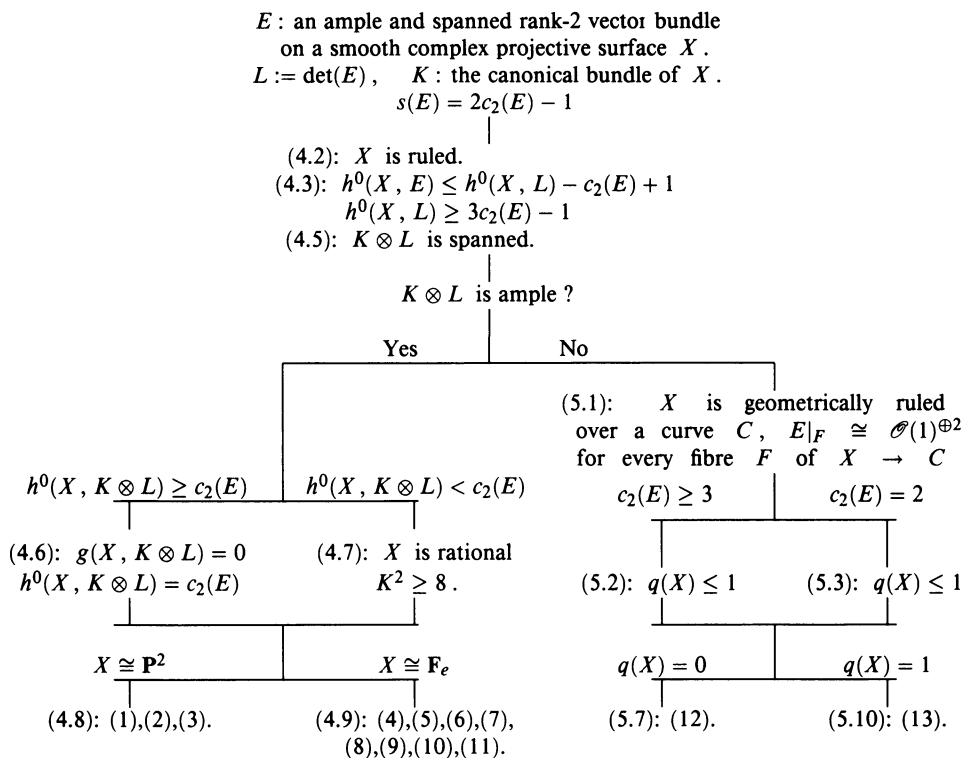 E : an ample and spanned rank-2 vector bundle
on a smooth complex projective surface X .
L := det(E) , K : the canonical bundle of X .
s(E) = 2c₂(E) − 1
(4.2): X is ruled.
(4.3): h⁰(X , E) ≤ h⁰(X , L) − c₂(E) + 1
h⁰(X , L) ≥ 3c₂(E) − 1
(4.5): K ⊗ L is spanned.
K ⊗ L is ample ?
Yes No
(5.1): X is geometrically ruled
over a curve C , E|_F ≅ 𝒪(1)^{⊕2}
for every fibre F of X → C
h⁰(X , K ⊗ L) ≥ c₂(E) h⁰(X , K ⊗ L) < c₂(E) c₂(E) ≥ 3 c₂(E) = 2
(4.6): g(X , K ⊗ L) = 0 (4.7): X is rational
h⁰(X , K ⊗ L) = c₂(E) K² ≥ 8 . (5.2): q(X) ≤ 1 (5.3): q(X) ≤ 1
X ≅ P² X ≅ F_e q(X) = 0 q(X) = 1
(4.8): (1),(2),(3). (4.9): (4),(5),(6),(7), (5.7): (12). (5.10): (13).
(8),(9),(10),(11).